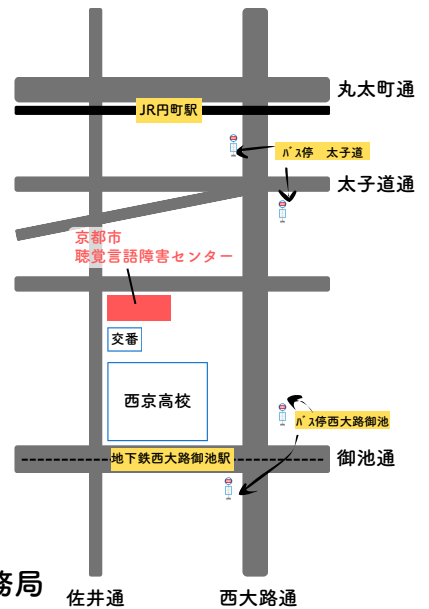 丸太町通
JR円町駅
バス停　太子道
太子道通
京都市
聴覚言語障害センター
交番
西京高校
バス停西大路御池
地下鉄西大路御池駅
御池通
務局
佐井通
西大路通